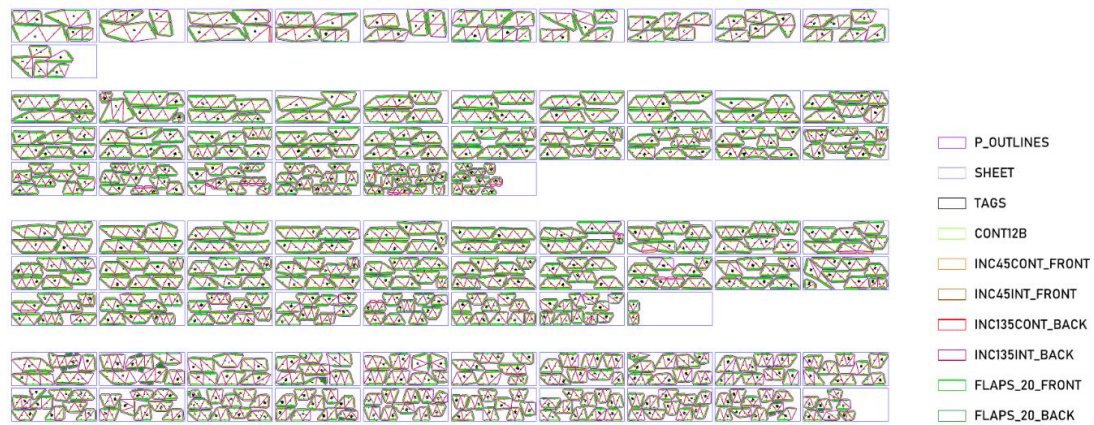 P_OUTLINES
SHEET
TAGS
CONT12B
INC45CONT_FRONT
INC45INT_FRONT
INC135CONT_BACK
INC135INT_BACK
FLAPS_20_FRONT
FLAPS_20_BACK